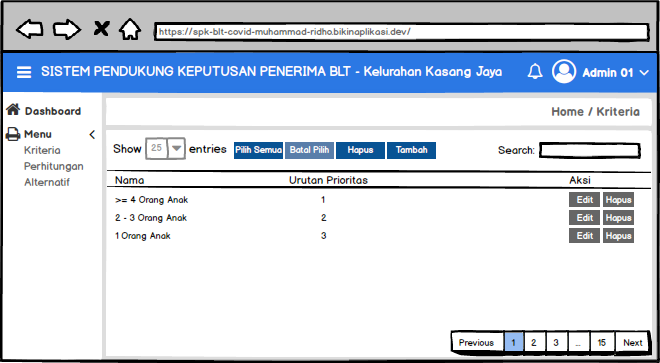 https://spk-blt-covid-muhammad-ridho.bikinaplikasi.dev/
SISTEM PENDUKUNG KEPUTUSAN PENERIMA BLT - Kelurahan Kasang Jaya Admin 01
Dashboard
Home / Kriteria
Menu
Kriteria
Perhitungan
Alternatif
Show 25 entries Pilih Semua Batal Pilih Hapus Tambah Search:
Nama Urutan Prioritas Aksi
>= 4 Orang Anak 1 Edit Hapus
2 - 3 Orang Anak 2 Edit Hapus
1 Orang Anak 3 Edit Hapus
Previous 1 2 3 ... 15 Next